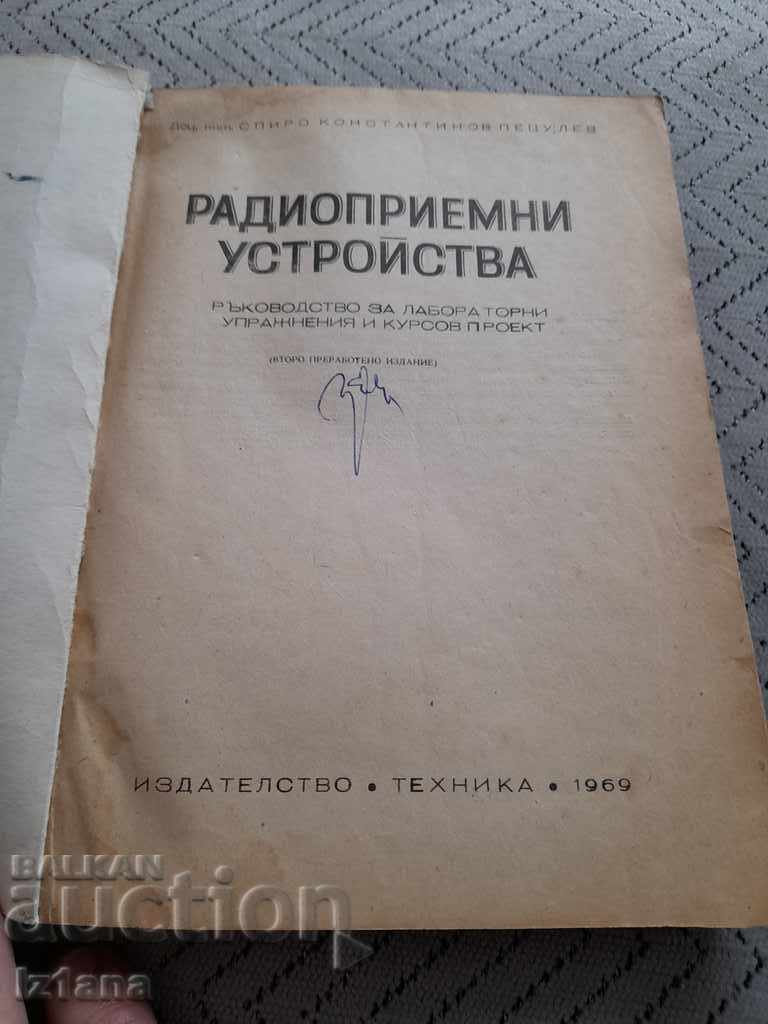 Доц. инж. СПИРО КОНСТАНТИНОВ ПЕЦУЛЕВ
РАДИОПРИЕМНИ
УСТРОЙСТВА
РЪКОВОДСТВО ЗА ЛАБОРАТОРНИ
УПРАЖНЕНИЯ И КУРСОВ ПРОЕКТ
(ВТОРО ПРЕРАБОТЕНО ИЗДАНИЕ)
ИЗДАТЕЛСТВО • ТЕХНИКА • 1969
BALKAN
auction
Iz1ana